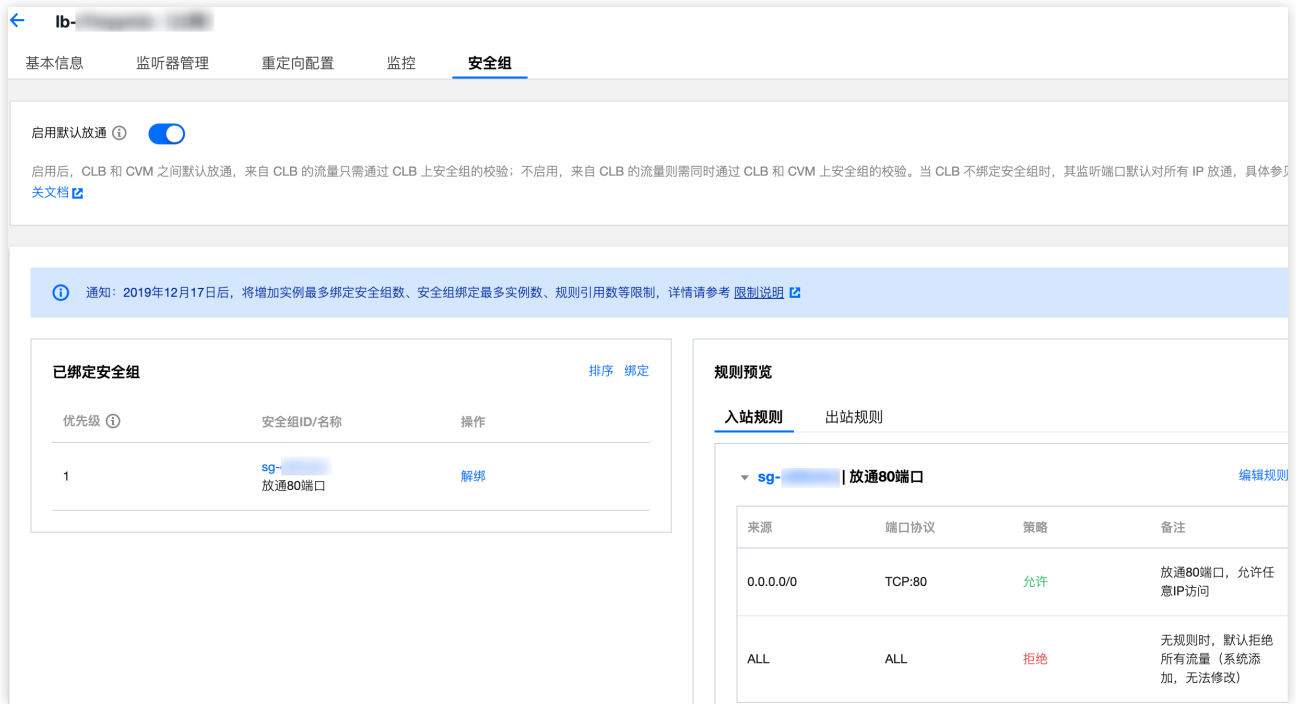 lb-
基本信息 监听器管理 重定向配置 监控 安全组
启用默认放通
启用后，CLB 和 CVM 之间默认放通，来自 CLB 的流量只需通过 CLB 上安全组的校验；不启用，来自 CLB 的流量则需同时通过 CLB 和 CVM 上安全组的校验。当 CLB 不绑定安全组时，其监听端口默认对所有 IP 放通，具体参见
关文档
通知：2019年12月17日后，将增加实例最多绑定安全组数、安全组绑定最多实例数、规则引用数等限制，详情请参考 限制说明
已绑定安全组 排序 绑定
优先级 安全组ID/名称 操作
1 sg- 解绑
放通80端口
规则预览
入站规则 出站规则
sg- | 放通80端口 编辑规则
来源 端口协议 策略 备注
0.0.0.0/0 TCP:80 允许 放通80端口，允许任
意IP访问
ALL ALL 拒绝 无规则时，默认拒绝
所有流量（系统添
加，无法修改）